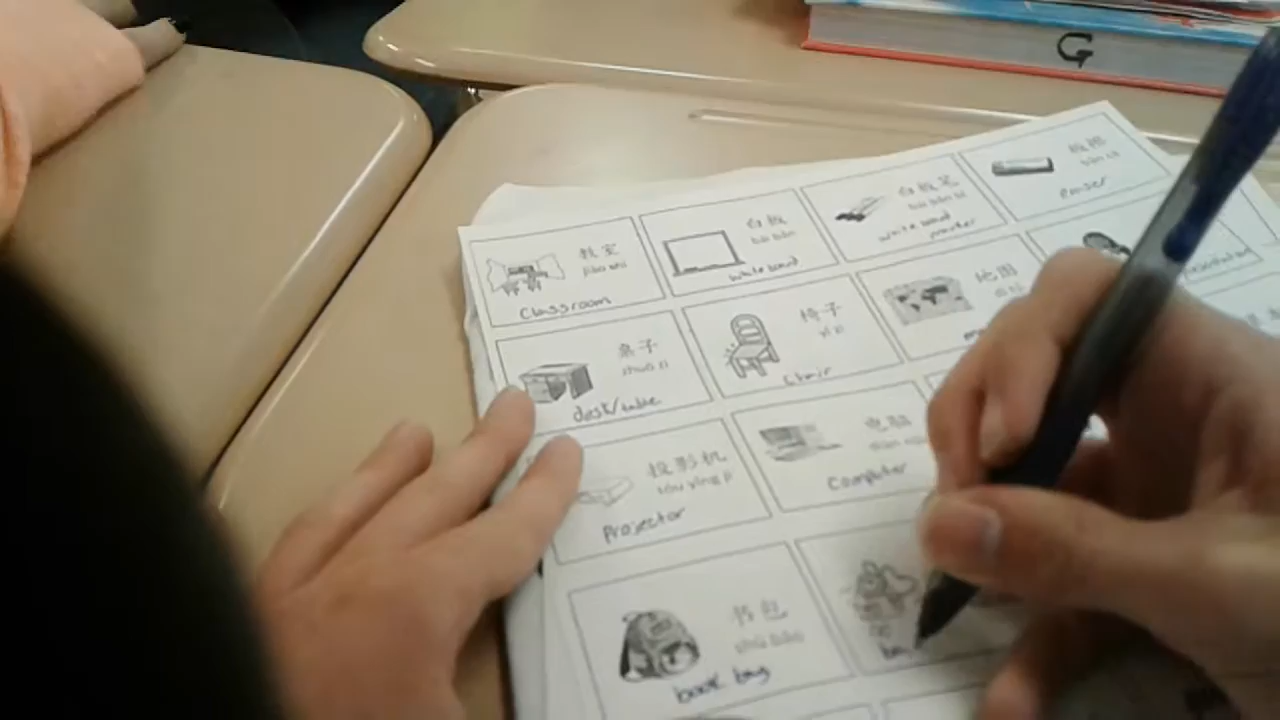 G
教室
jiào shì
Classroom
白板
bái bǎn
white board
白板笔
bái bǎn bǐ
white board
marker
板擦
bǎn cā
eraser
桌子
zhuō zi
desk/table
椅子
yǐ zi
Chair
地图
投影机
tóu yǐng jī
Projector
电脑
diàn nǎo
Computer
书包
shū bāo
book bag